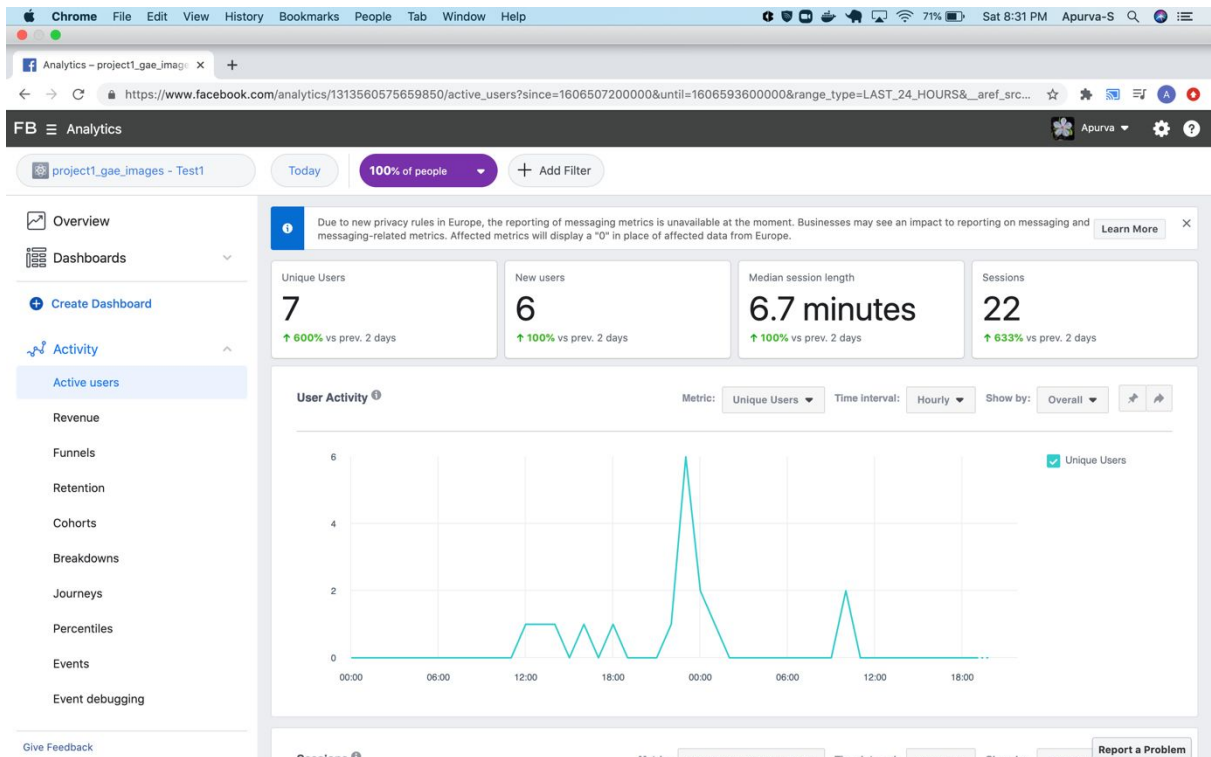 Chrome File Edit View History Bookmarks People Tab Window Help 71% Sat 8:31 PM Apurva-S
Analytics – project1_gae_image
https://www.facebook.com/analytics/1313560575659850/active_users?since=1606507200000&until=1606593600000&range_type=LAST_24_HOURS&__aref_src... A
FB Analytics Apurva
project1_gae_images - Test1 Today 100% of people + Add Filter
Overview
Dashboards
Create Dashboard
Activity
Active users
Revenue
Funnels
Retention
Cohorts
Breakdowns
Journeys
Percentiles
Events
Event debugging
Give Feedback
Due to new privacy rules in Europe, the reporting of messaging metrics is unavailable at the moment. Businesses may see an impact to reporting on messaging and
messaging-related metrics. Affected metrics will display a "0" in place of affected data from Europe.
Learn More
Unique Users
7
↑ 600% vs prev. 2 days
New users
6
↑ 100% vs prev. 2 days
Median session length
6.7 minutes
↑ 100% vs prev. 2 days
Sessions
22
↑ 633% vs prev. 2 days
User Activity Metric: Unique Users Time interval: Hourly Show by: Overall
Unique Users
6
4
2
0
00:00 06:00 12:00 18:00 00:00 06:00 12:00 18:00
Report a Problem